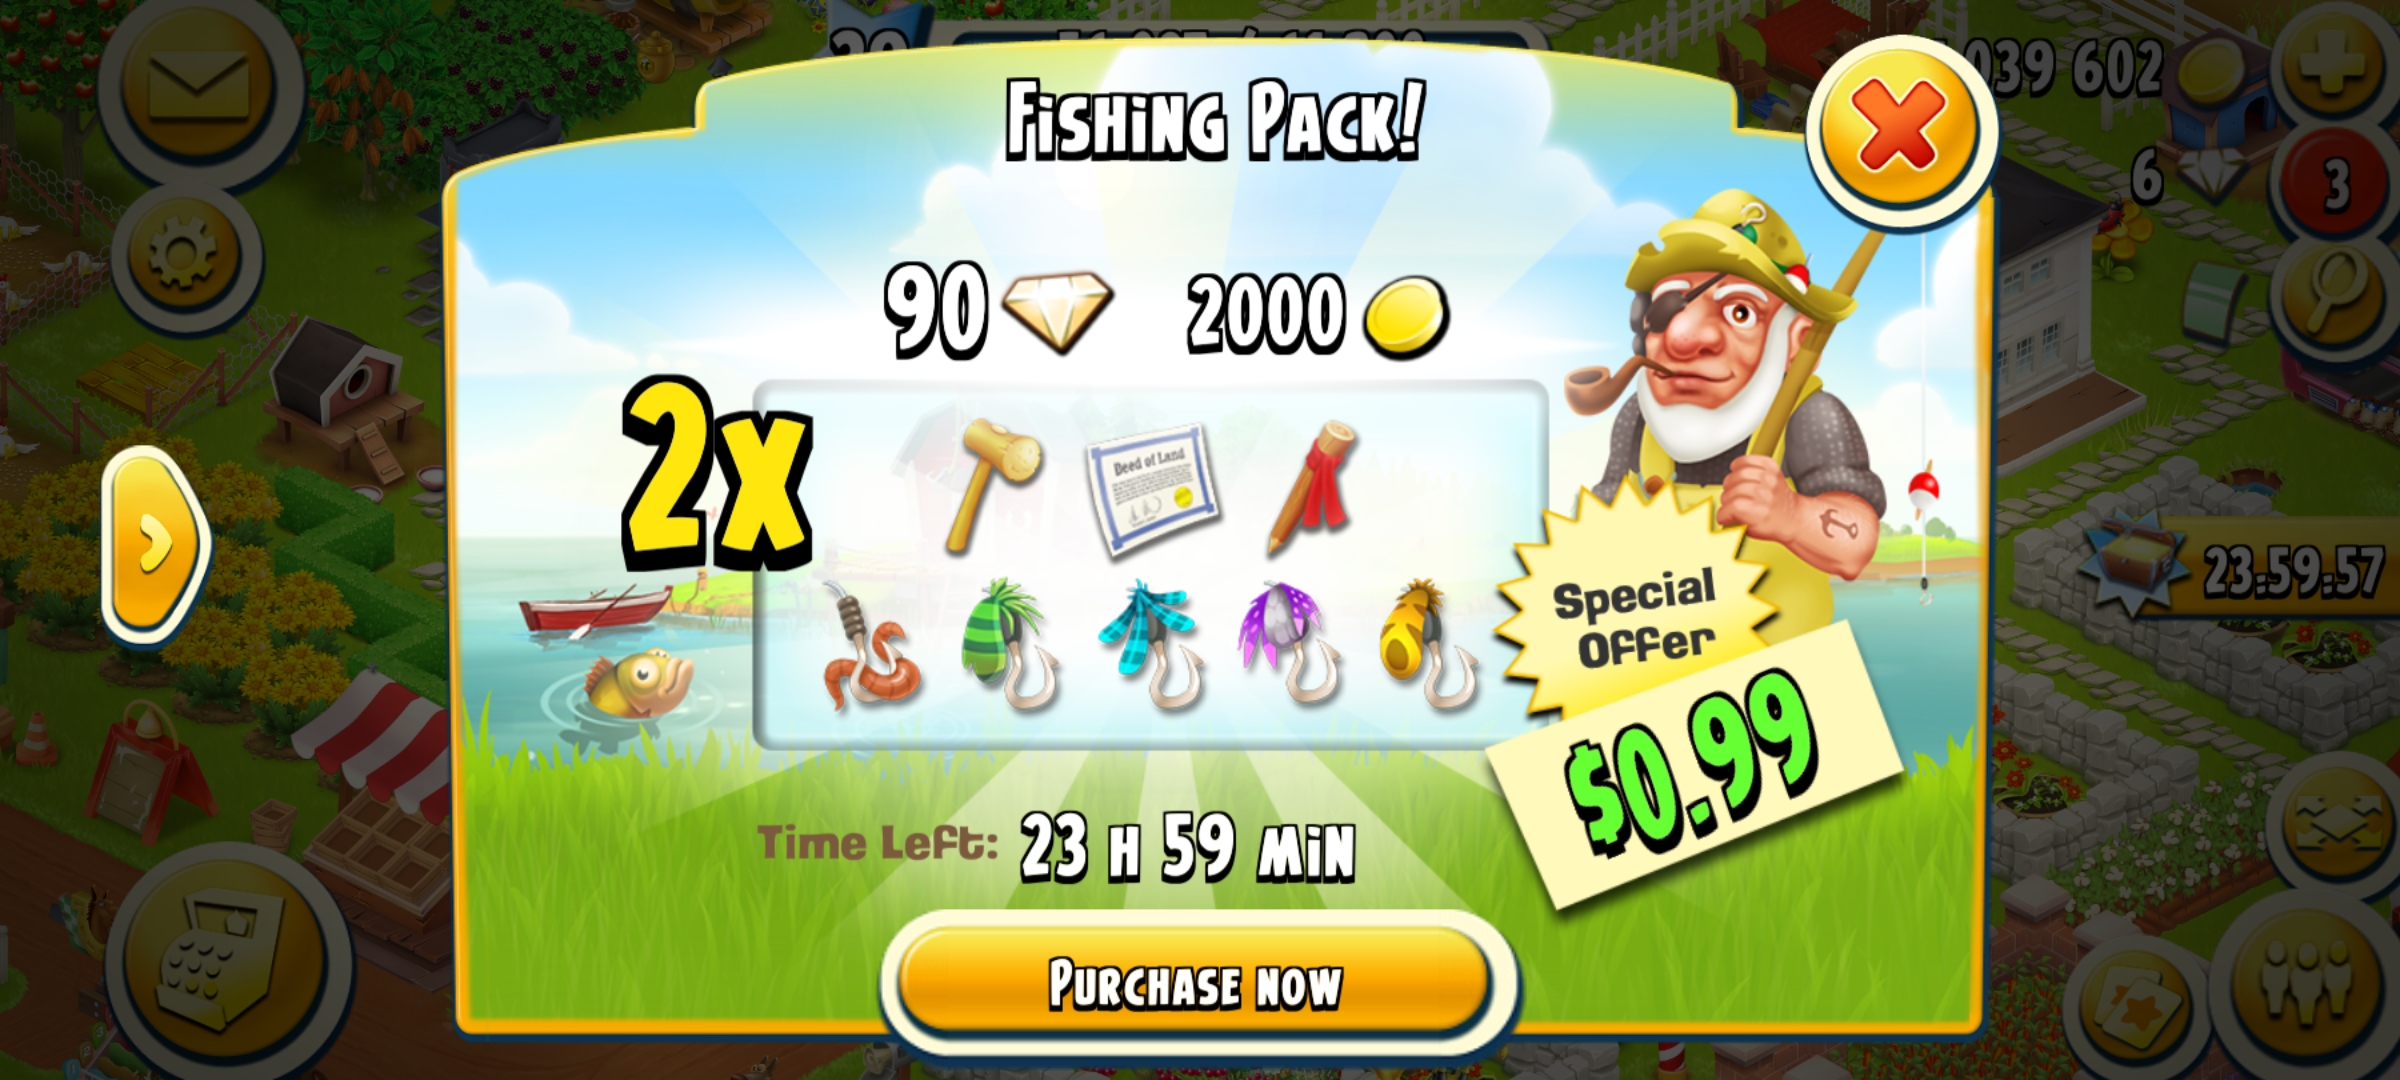 Fishing Pack!
039 602
6
3
90
2000
2x
Deed of Land
Special
Offer
$0.99
23:59:57
Time Left: 23 h 59 min
Purchase now